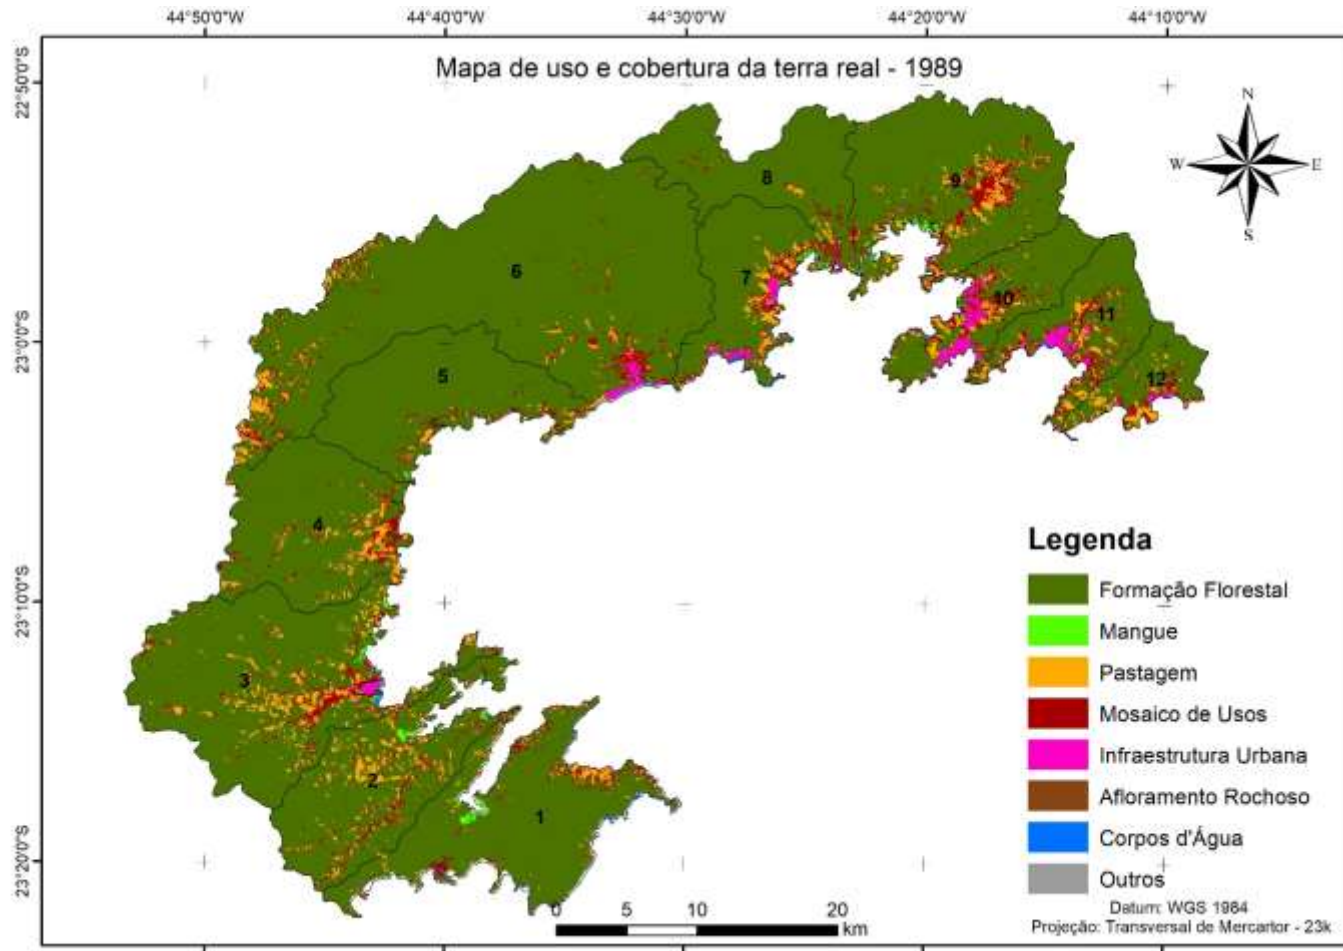 44°50'0"W 44°40'0"W 44°30'0"W 44°20'0"W 44°10'0"W
22°50'0"S
Mapa de uso e cobertura da terra real - 1989
N
W E
S
8
9
6
7
10
11
23°0'0"S
5
12
4
Legenda
Formação Florestal
23°10'0"S
Mangue
3
Pastagem
Mosaico de Usos
Infraestrutura Urbana
2
Afloramento Rochoso
1
Corpos d'Água
23°20'0"S
Outros
Datum: WGS 1984
0 5 10 20
km
Projeção: Transversal de Mercartor - 23k